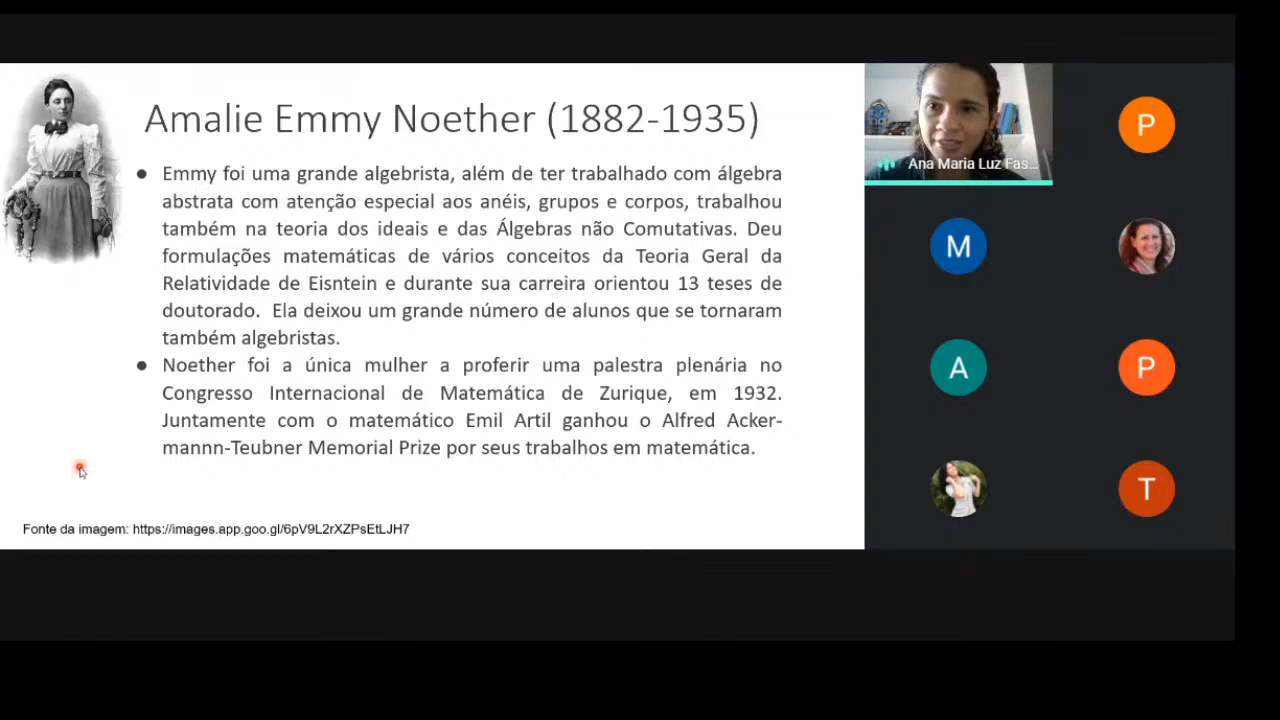 Amalie Emmy Noether (1882-1935)
● Emmy foi uma grande algebrista, além de ter trabalhado com álgebra
abstrata com atenção especial aos anéis, grupos e corpos, trabalhou
também na teoria dos ideais e das Álgebras não Comutativas. Deu
formulações matemáticas de vários conceitos da Teoria Geral da
Relatividade de Eisntein e durante sua carreira orientou 13 teses de
doutorado. Ela deixou um grande número de alunos que se tornaram
também algebristas.
● Noether foi a única mulher a proferir uma palestra plenária no
Congresso Internacional de Matemática de Zurique, em 1932.
Juntamente com o matemático Emil Artil ganhou o Alfred Acker-
mannn-Teubner Memorial Prize por seus trabalhos em matemática.
Fonte da imagem: https://images.app.goo.gl/6pV9L2rXZPsEtLJH7
Ana Maria Luz Fas...
P
M
A
P
T